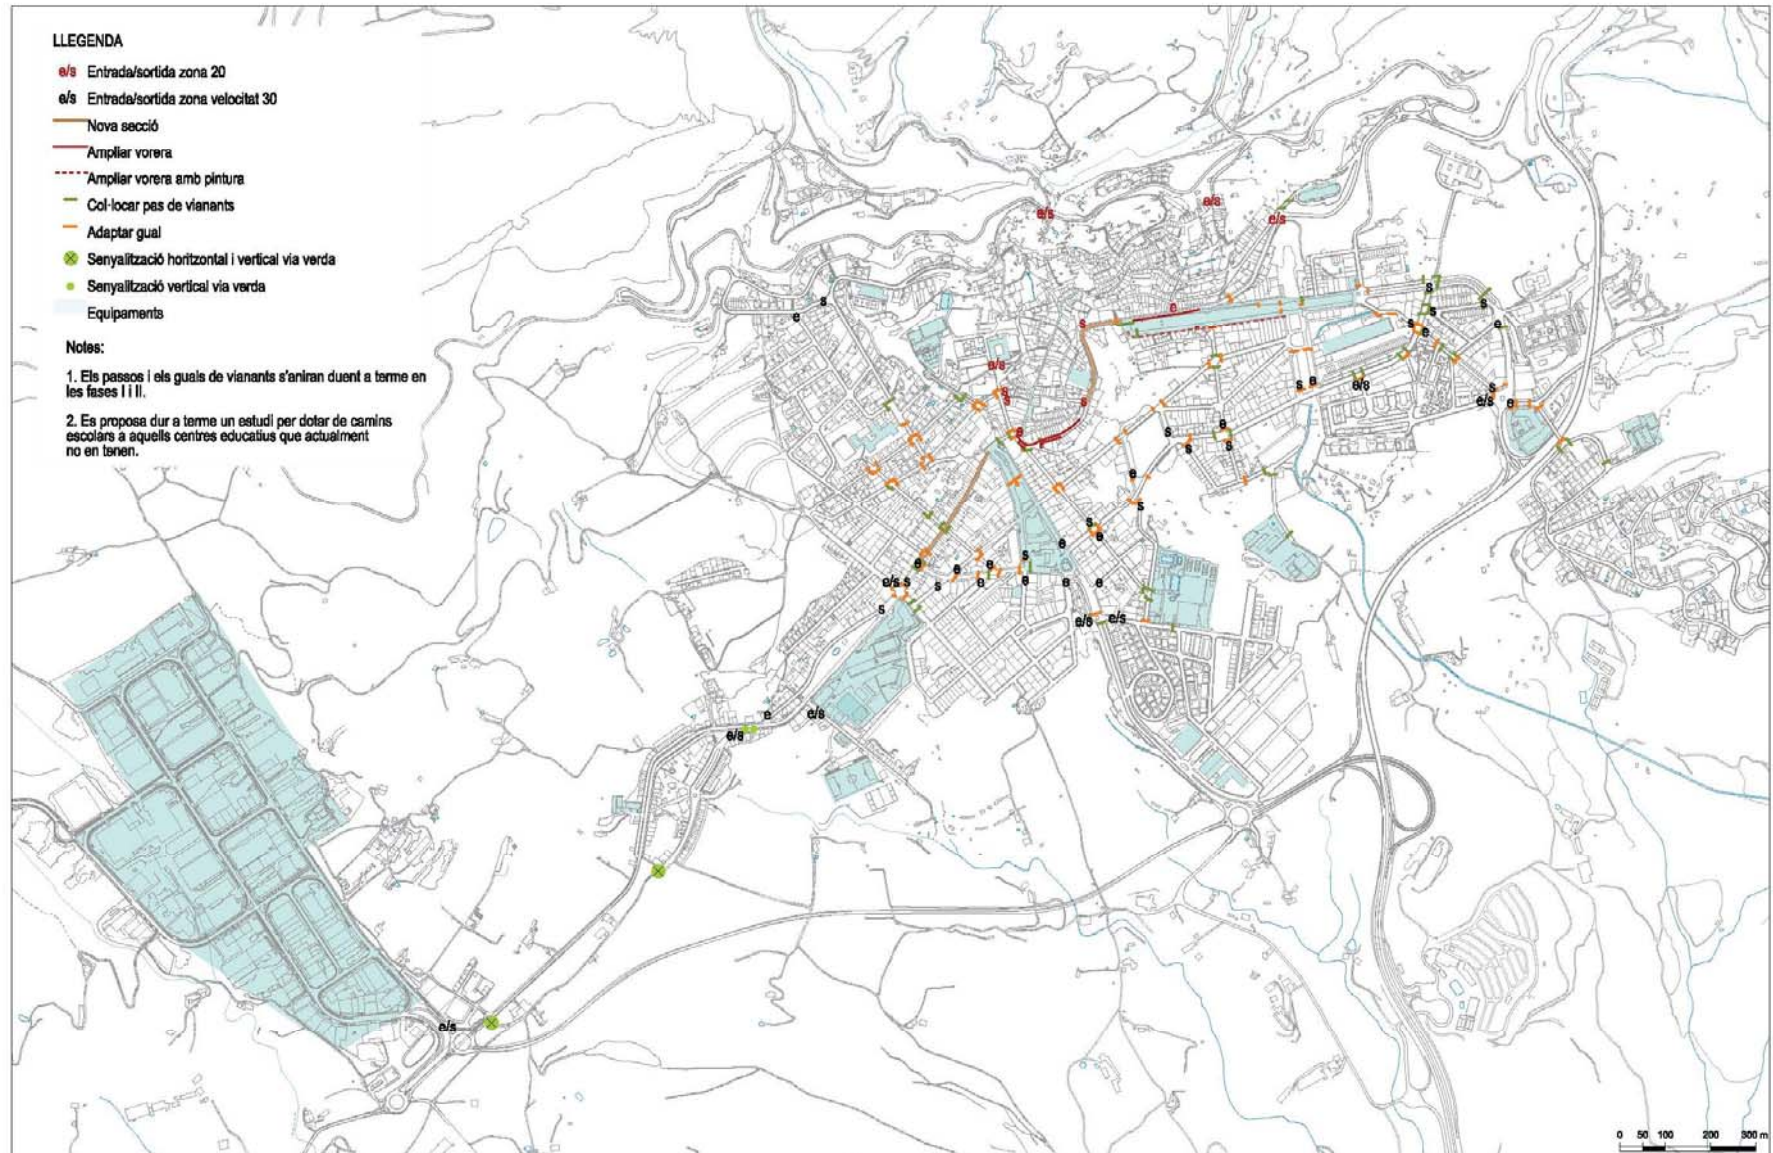 LLEGENDA
e/s Entrada/sortida zona 20
e/s Entrada/sortida zona velocitat 30
Nova secció
Ampliar vorera
Ampliar vorera amb pintura
Col·locar pas de vianants
Adaptar gual
Senyalització horitzontal i vertical via verda
Senyalització vertical via verda
Equipaments
Notes:
1. Els passos i els guals de vianants s'aniran duent a terme en
les fases I i II.
2. Es proposa dur a terme un estudi per dotar de camins
escolars a aquells centres educatius que actualment
no en tenen.
e/s
e/s
e/s
s
e
e
s
s
s
s
e
s
s
e
e/s
s
s
e
e/s
s
e/s
e
e
s
s
e
s
s
e
e
s
s
e
e
s
e
e
e
e
e/s
s
s
e
e
e
e
e
s
e/s
e/s
e
e/s
e/s
e/s
0 50 100 200 300 m